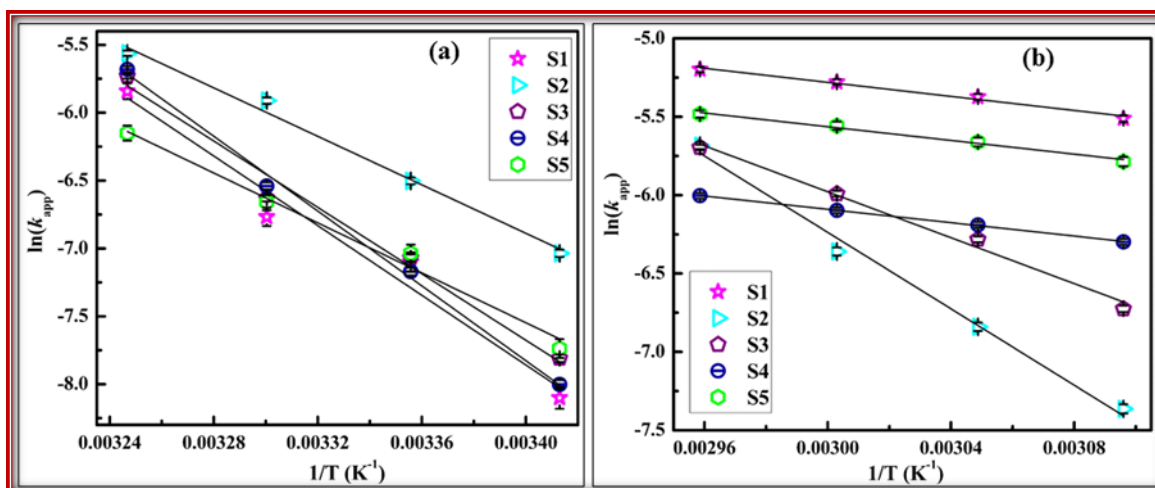 (a)
S1
S2
S3
S4
S5
-5.5
-6.0
-6.5
-7.0
-7.5
-8.0
ln(k_app)
0.00324
0.00328
0.00332
0.00336
0.00340
1/T (K⁻¹)
(b)
S1
S2
S3
S4
S5
-5.0
-5.5
-6.0
-6.5
-7.0
-7.5
ln(k_app)
0.00296
0.00300
0.00304
0.00308
1/T (K⁻¹)